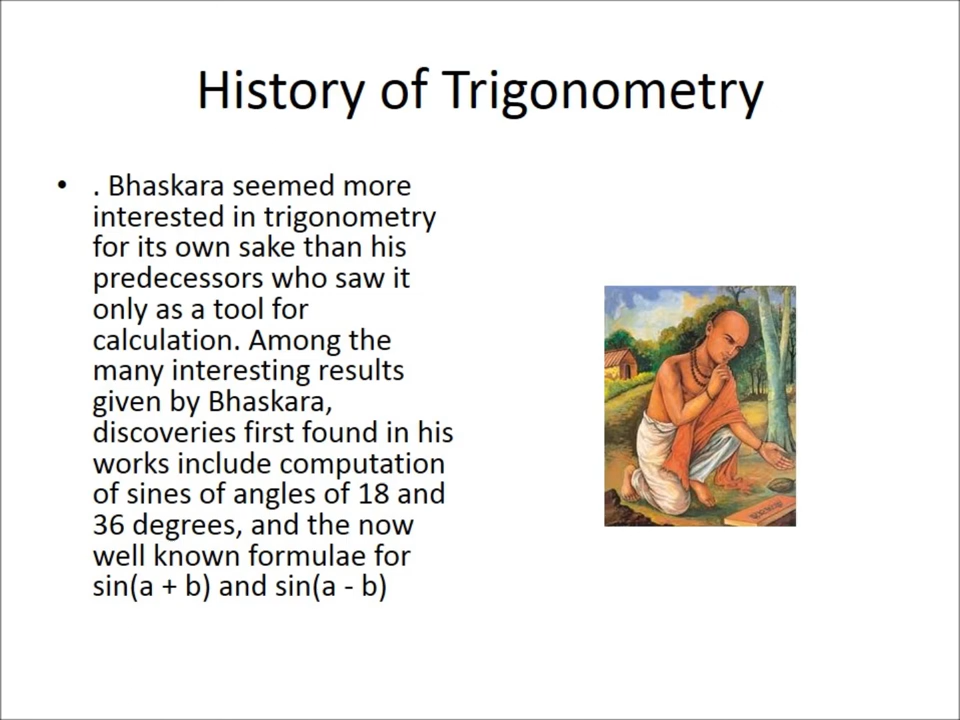 History of Trigonometry
• . Bhaskara seemed more
interested in trigonometry
for its own sake than his
predecessors who saw it
only as a tool for
calculation. Among the
many interesting results
given by Bhaskara,
discoveries first found in his
works include computation
of sines of angles of 18 and
36 degrees, and the now
well known formulae for
sin(a + b) and sin(a - b)